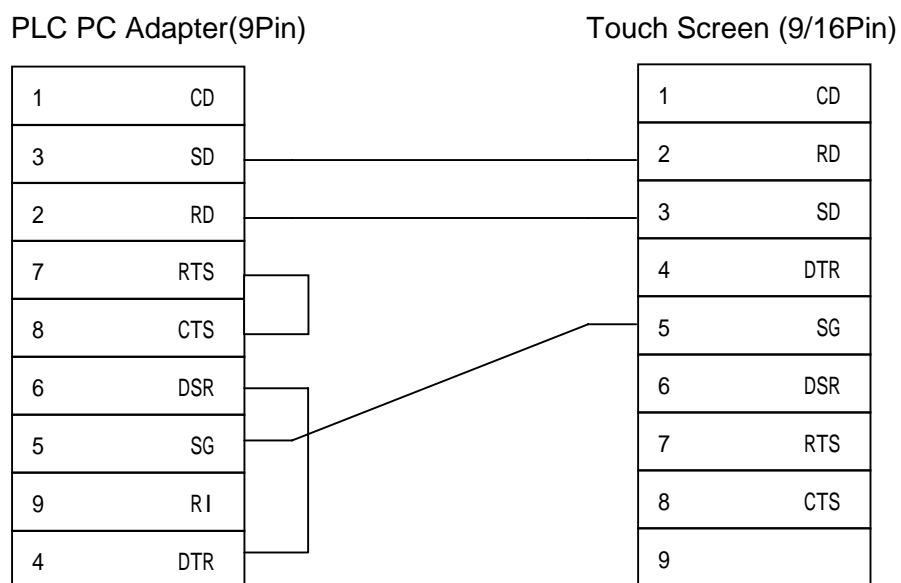 PLC PC Adapter(9Pin) Touch Screen (9/16Pin)
1 CD
3 SD
2 RD
7 RTS
8 CTS
6 DSR
5 SG
9 RI
4 DTR
1 CD
2 RD
3 SD
4 DTR
5 SG
6 DSR
7 RTS
8 CTS
9